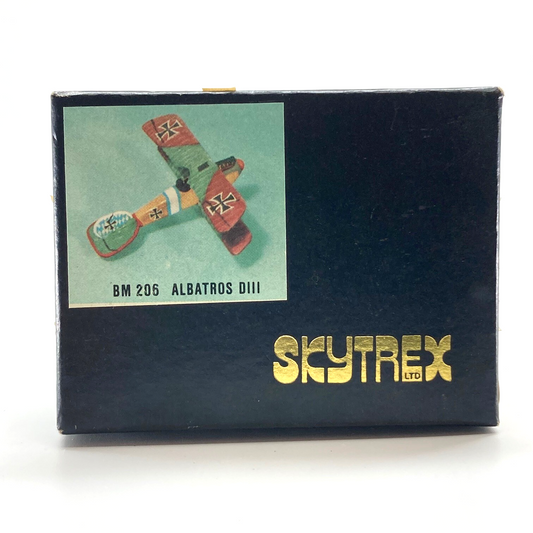 BM 206 ALBATROS DIII
SKYTREX
LTD